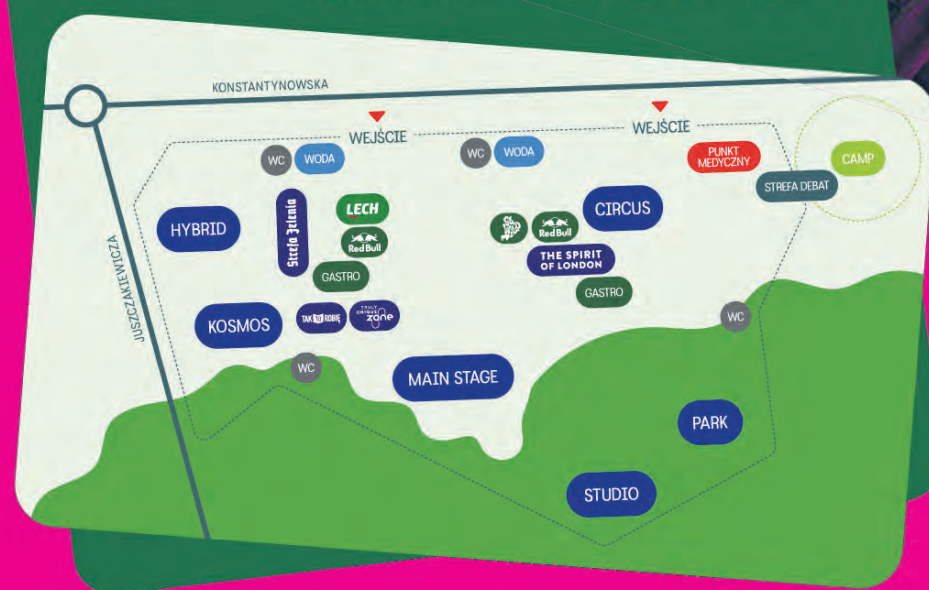 KONSTANTYNOWSKA
JUSZCZAKIEWICZA
WEJŚCIE
WEJŚCIE
WC
WODA
WC
WODA
PUNKT
MEDYCZNY
CAMP
STREFA DEBAT
HYBRID
Strefa Jelenia
LECH
Red Bull
GASTRO
CIRCUS
Red Bull
THE SPIRIT
OF LONDON
GASTRO
KOSMOS
TAK TO ROBIĘ
TRULY
UNIQUE
zone
WC
WC
MAIN STAGE
PARK
STUDIO